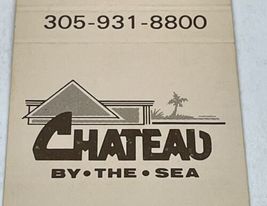 305-931-8800
CHATEAU
BY • THE • SEA